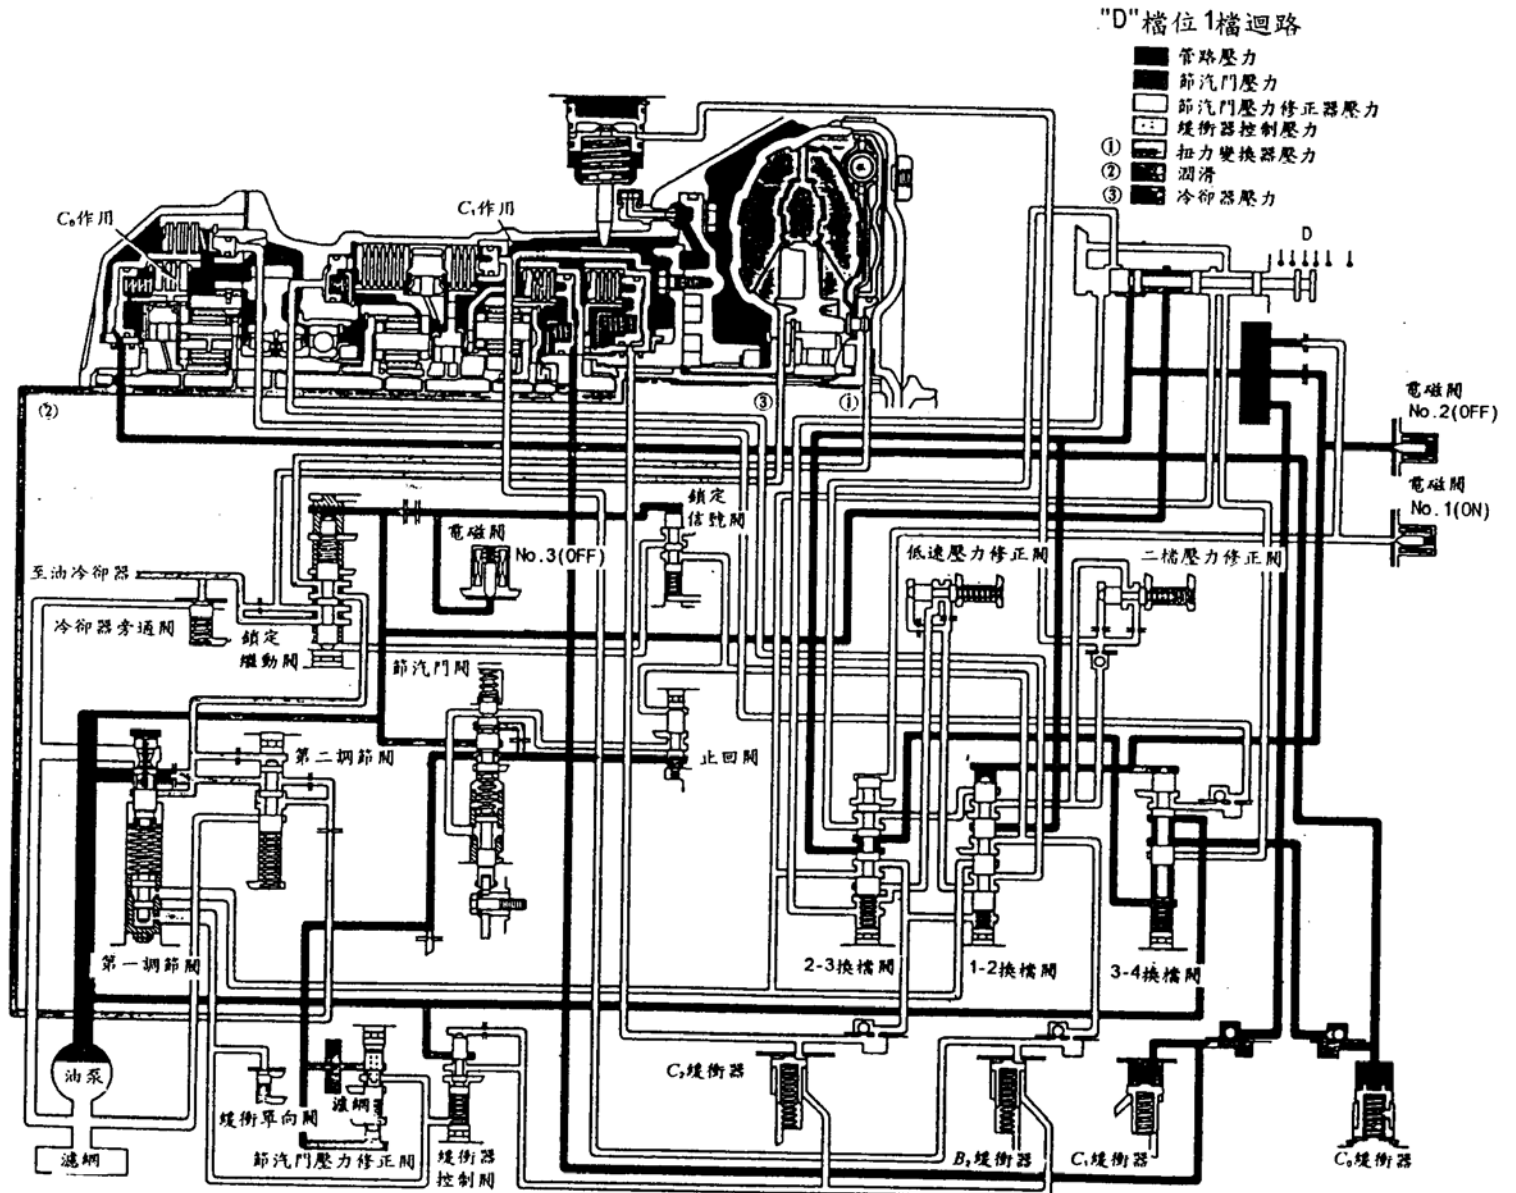 "D"檔位1檔迴路
管路壓力
節汽門壓力
節汽門壓力修正器壓力
緩衝器控制壓力
① 扭力變換器壓力
② 潤滑
③ 冷卻器壓力
C₀作用
C₁作用
D
(2)
③
①
電磁閥
No.2(OFF)
電磁閥
No.1(ON)
鎖定
信號閥
電磁閥
No.3(OFF)
低速壓力修正閥
二檔壓力修正閥
至油冷卻器
冷卻器旁通閥
鎖定
繼動閥
節汽門閥
第二調節閥
止回閥
第一調節閥
2-3換檔閥
1-2換檔閥
3-4換檔閥
油泵
濾網
緩衝單向閥
濾網
節汽門壓力修正閥
緩衝器
控制閥
C₂緩衝器
B₂緩衝器
C₁緩衝器
C₀緩衝器